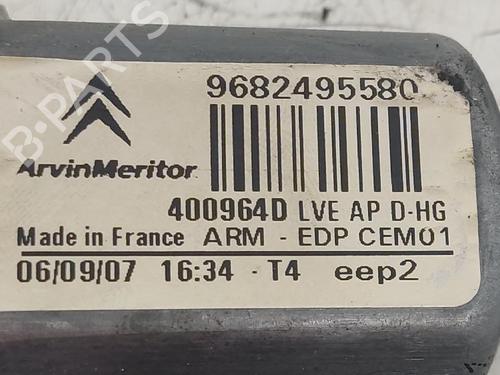 B-PARTS
9682495580
ArvinMeritor
400964D LVE AP D-HG
Made in France ARM - EDP CEM01
06/09/07 16:34 - T4 eep2